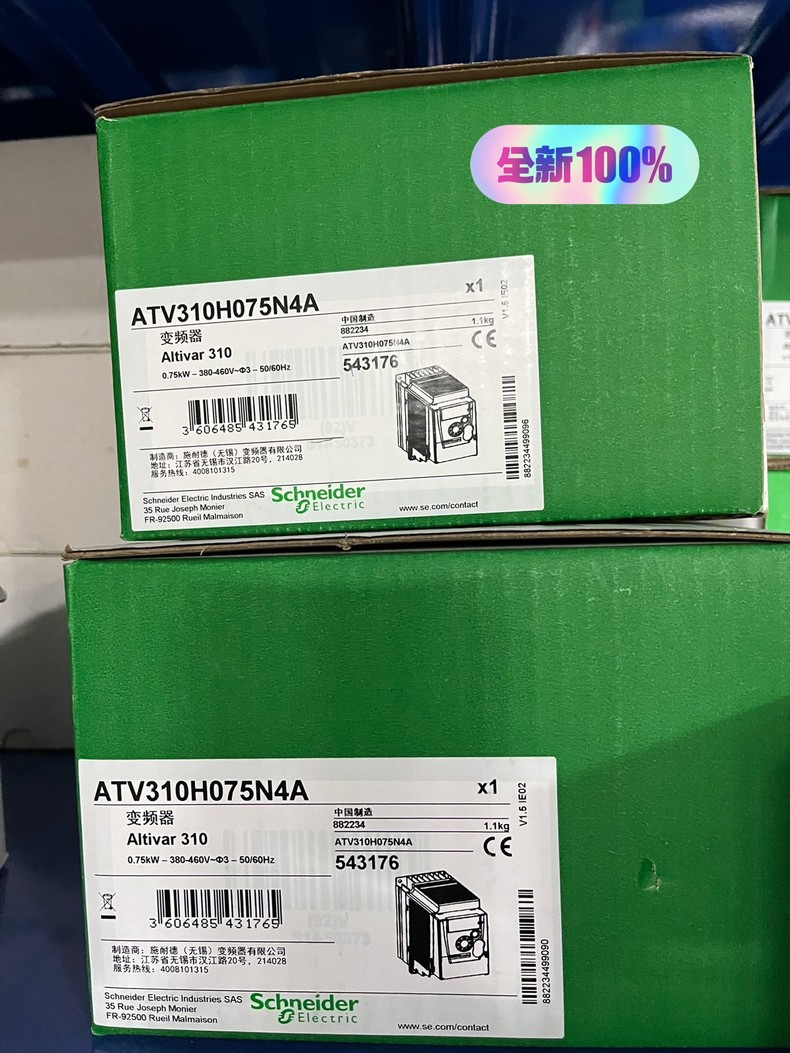 全新100%
ATV310H075N4A
x1
变频器
Altivar 310
0.75kW – 380-460V~Φ3 – 50/60Hz
中国制造
882234
1.1kg
ATV310H075N4A
543176
V1.5 IE02
CE
3 606485 431765
882234499096
制造商：施耐德（无锡）变频器有限公司
地址：江苏省无锡市汉江路20号，214028
服务热线：4008101315
Schneider Electric Industries SAS
35 Rue Joseph Monier
FR-92500 Rueil Malmaison
Schneider
Electric
www.se.com/contact
ATV
ATV310H075N4A
x1
变频器
Altivar 310
0.75kW – 380-460V~Φ3 – 50/60Hz
中国制造
882234
1.1kg
ATV310H075N4A
543176
V1.5 IE02
CE
3 606485 431765
882234499090
制造商：施耐德（无锡）变频器有限公司
地址：江苏省无锡市汉江路20号，214028
服务热线：4008101315
Schneider Electric Industries SAS
35 Rue Joseph Monier
FR-92500 Rueil Malmaison
Schneider
Electric
www.se.com/contact